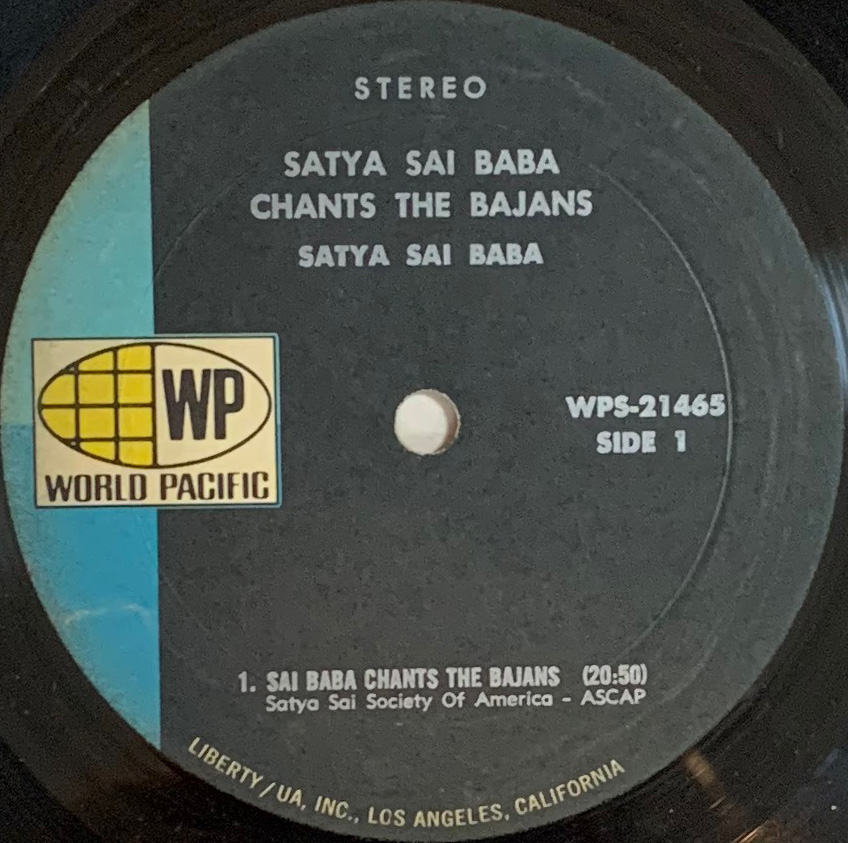 STEREO
SATYA SAI BABA
CHANTS THE BAJANS
SATYA SAI BABA
WP
WORLD PACIFIC
WPS-21465
SIDE 1
1. SAI BABA CHANTS THE BAJANS (20:50)
Satya Sai Society Of America - ASCAP
LIBERTY/UA, INC., LOS ANGELES, CALIFORNIA